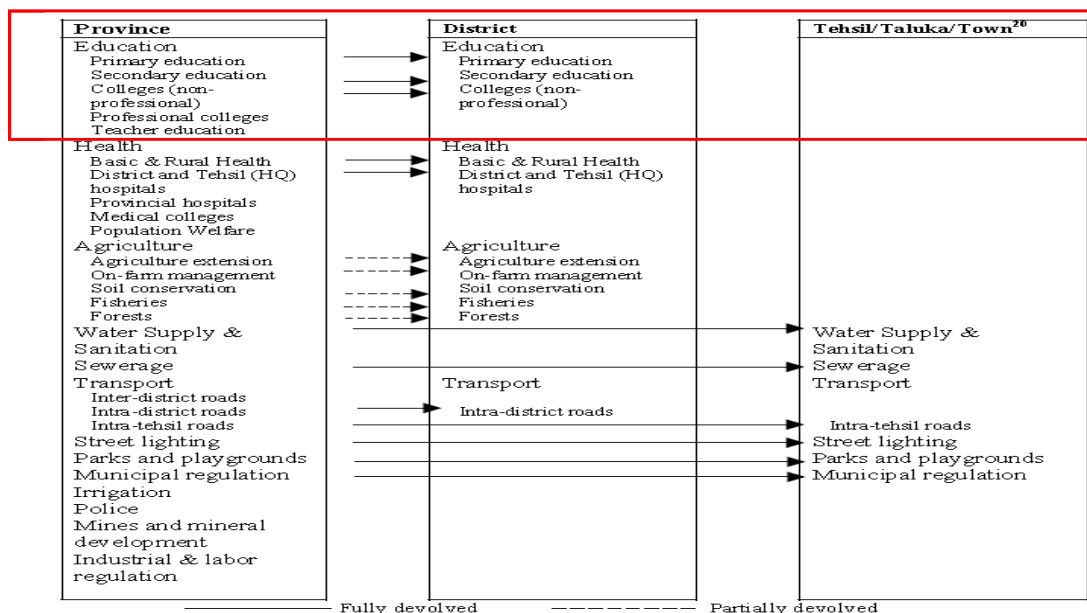 Province
Education
Primary education
Secondary education
Colleges (non-
professional)
Professional colleges
Teacher education
Health
Basic & Rural Health
District and Tehsil (HQ)
hospitals
Provincial hospitals
Medical colleges
Population Welfare
Agriculture
Agriculture extension
On-farm management
Soil conservation
Fisheries
Forests
Water Supply &
Sanitation
Sewerage
Transport
Inter-district roads
Intra-district roads
Intra-tehsil roads
Street lighting
Parks and playgrounds
Municipal regulation
Irrigation
Police
Mines and mineral
development
Industrial & labor
regulation
District
Education
Primary education
Secondary education
Colleges (non-
professional)
Health
Basic & Rural Health
District and Tehsil (HQ)
hospitals
Agriculture
Agriculture extension
On-farm management
Soil conservation
Fisheries
Forests
Transport
Intra-district roads
Tehsil/Taluka/Town20
Water Supply &
Sanitation
Sewerage
Transport
Intra-tehsil roads
Street lighting
Parks and playgrounds
Municipal regulation
Fully devolved
Partially devolved